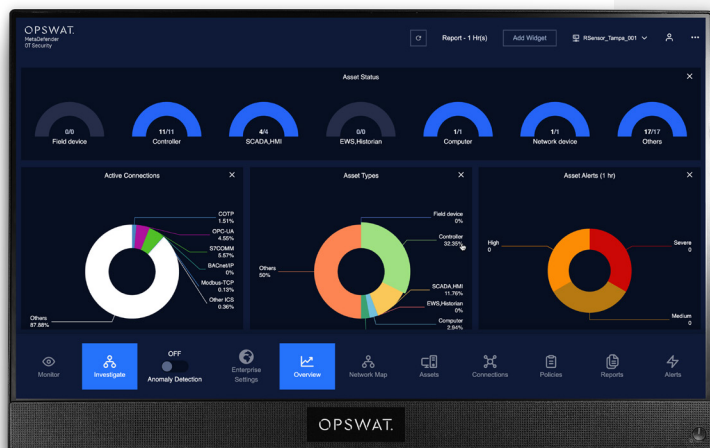 OPSWAT.
MetaDefender
OT Security
Report - 1 Hr(s)
Add Widget
RSensor_Tampa_001
Asset Status
0/0
Field device
11/11
Controller
4/4
SCADA,HMI
0/0
EWS,Historian
1/1
Computer
1/1
Network device
17/17
Others
Active Connections
COTP
1.51%
OPC-UA
4.55%
S7COMM
5.57%
BACnet/IP
0%
Modbus-TCP
0.13%
Other ICS
0.36%
Others
87.88%
Asset Types
Field device
0%
Controller
32.35%
SCADA,HMI
11.76%
EWS,Historian
0%
Computer
2.94%
Others
50%
Asset Alerts (1 hr)
High
0
Severe
0
Medium
0
Monitor
Investigate
OFF
Anomaly Detection
Enterprise
Settings
Overview
Network Map
Assets
Connections
Policies
Reports
Alerts
OPSWAT.